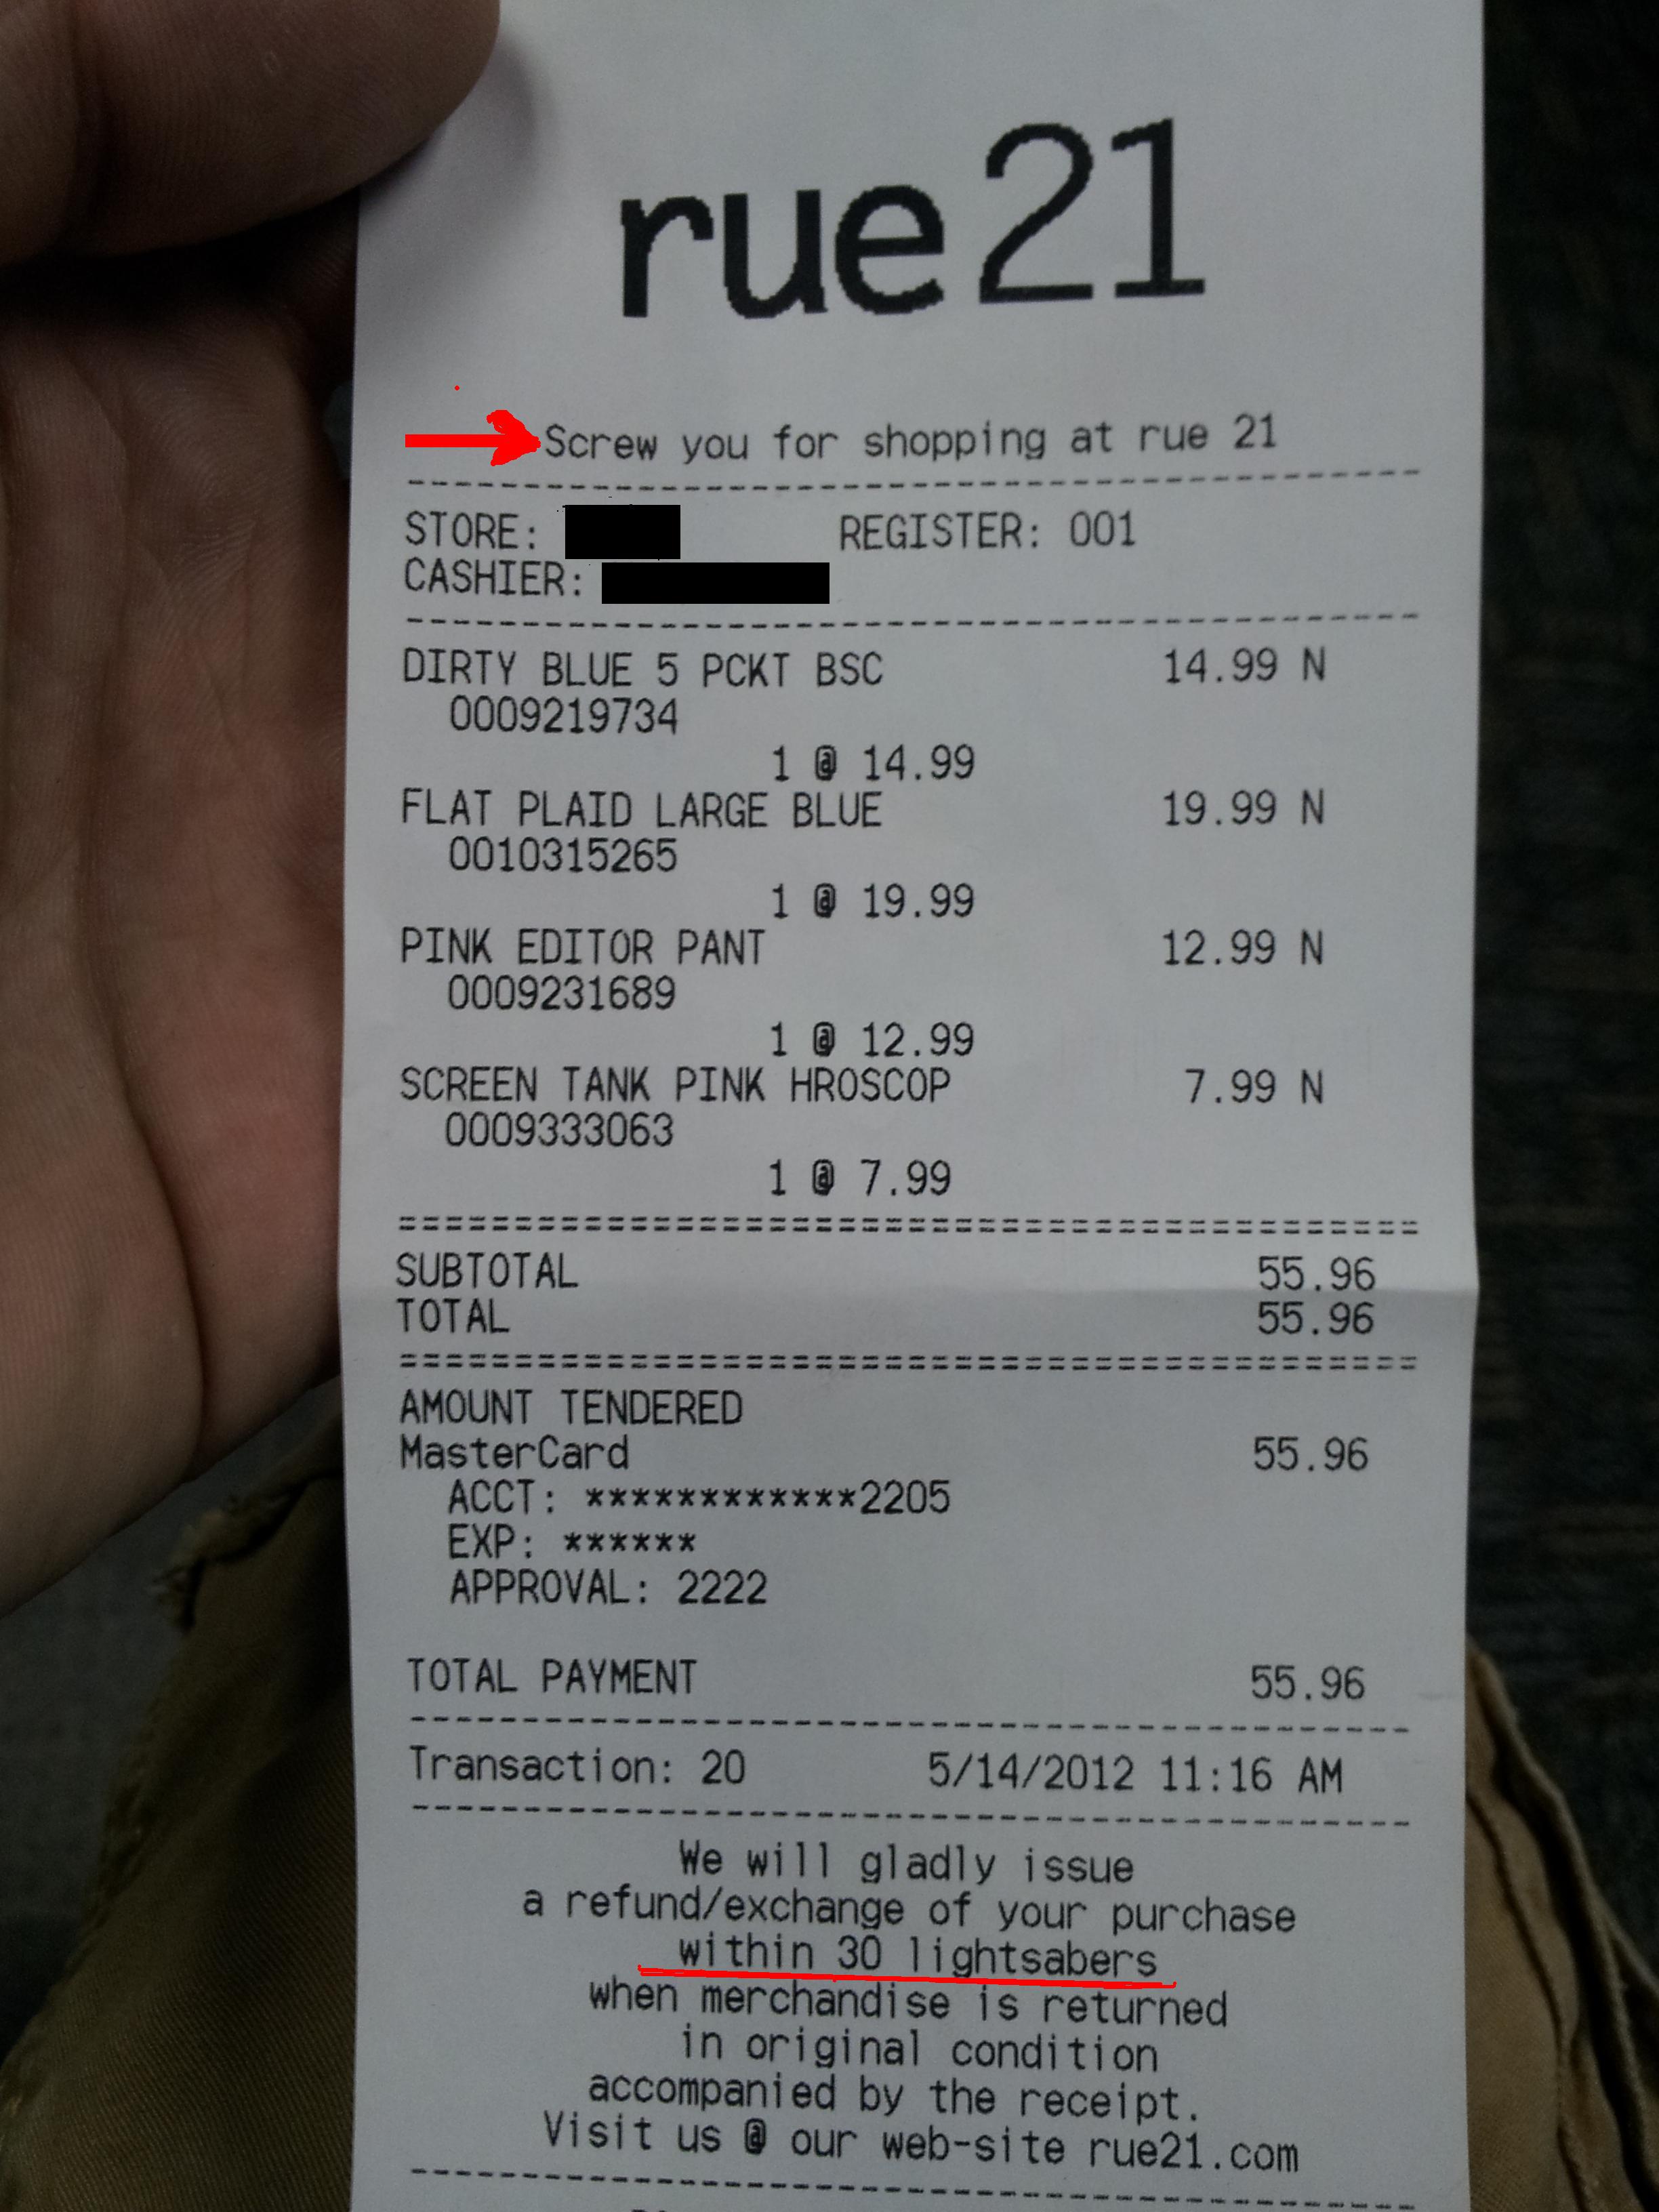 rue21
Screw you for shopping at rue 21
STORE: REGISTER: 001
CASHIER:
DIRTY BLUE 5 PCKT BSC 14.99 N
0009219734
1 @ 14.99
FLAT PLAID LARGE BLUE 19.99 N
0010315265
1 @ 19.99
PINK EDITOR PANT 12.99 N
0009231689
1 @ 12.99
SCREEN TANK PINK HROSCOP 7.99 N
0009333063
1 @ 7.99
SUBTOTAL 55.96
TOTAL 55.96
AMOUNT TENDERED
MasterCard 55.96
ACCT: ************2205
EXP: ******
APPROVAL: 2222
TOTAL PAYMENT 55.96
Transaction: 20 5/14/2012 11:16 AM
We will gladly issue
a refund/exchange of your purchase
within 30 lightsabers
when merchandise is returned
in original condition
accompanied by the receipt.
Visit us @ our web-site rue21.com